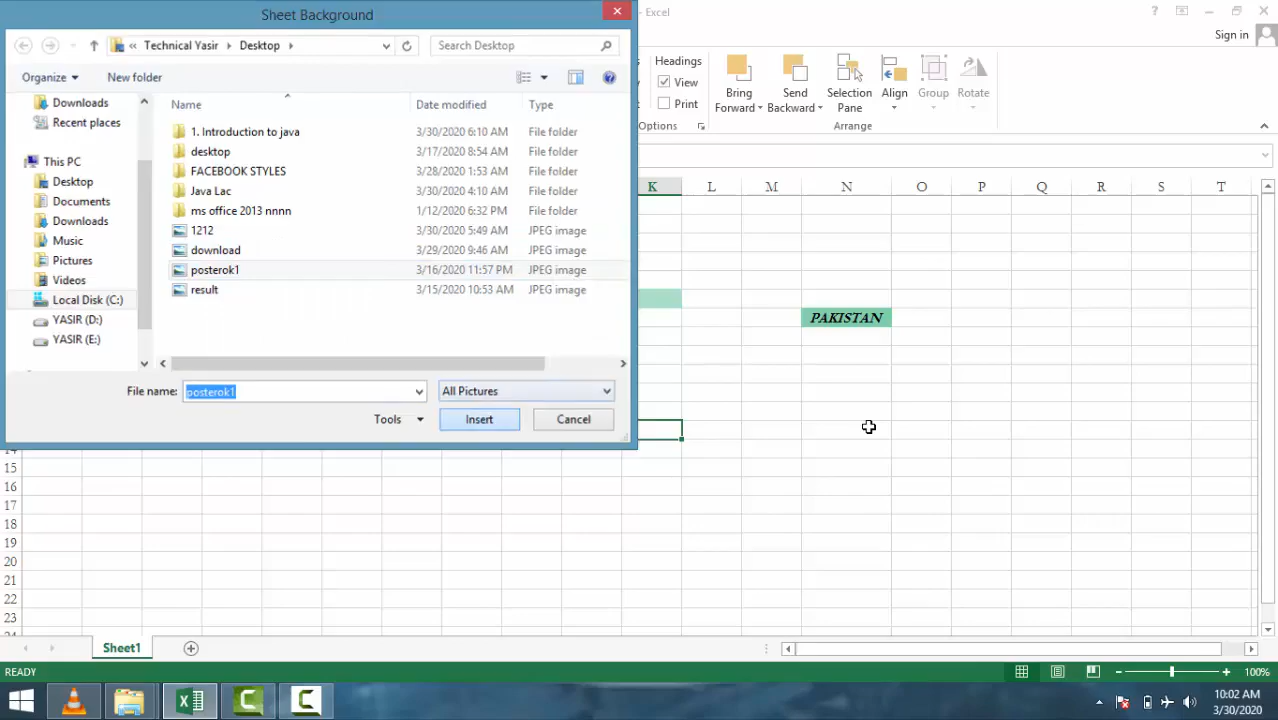 Sheet Background
- Excel
Sign in
« Technical Yasir Desktop
Search Desktop
Organize
New folder
Headings
View
Print
Options
Bring
Forward
Send
Backward
Selection
Pane
Align
Group
Rotate
Arrange
Name
Date modified
Type
Downloads
Recent places
This PC
Desktop
Documents
Downloads
Music
Pictures
Videos
Local Disk (C:)
YASIR (D:)
YASIR (E:)
1. Introduction to java 3/30/2020 6:10 AM File folder
desktop 3/17/2020 8:54 AM File folder
FACEBOOK STYLES 3/28/2020 1:53 AM File folder
Java Lac 3/30/2020 4:10 AM File folder
ms office 2013 nnnn 1/12/2020 6:32 PM File folder
1212 3/30/2020 5:49 AM JPEG image
download 3/29/2020 9:46 AM JPEG image
posterok1 3/16/2020 11:57 PM JPEG image
result 3/15/2020 10:53 AM JPEG image
File name: posterok1
All Pictures
Tools
Insert
Cancel
K L M N O P Q R S T
PAKISTAN
14
15
16
17
18
19
20
21
22
23
Sheet1
READY
100%
10:02 AM
3/30/2020